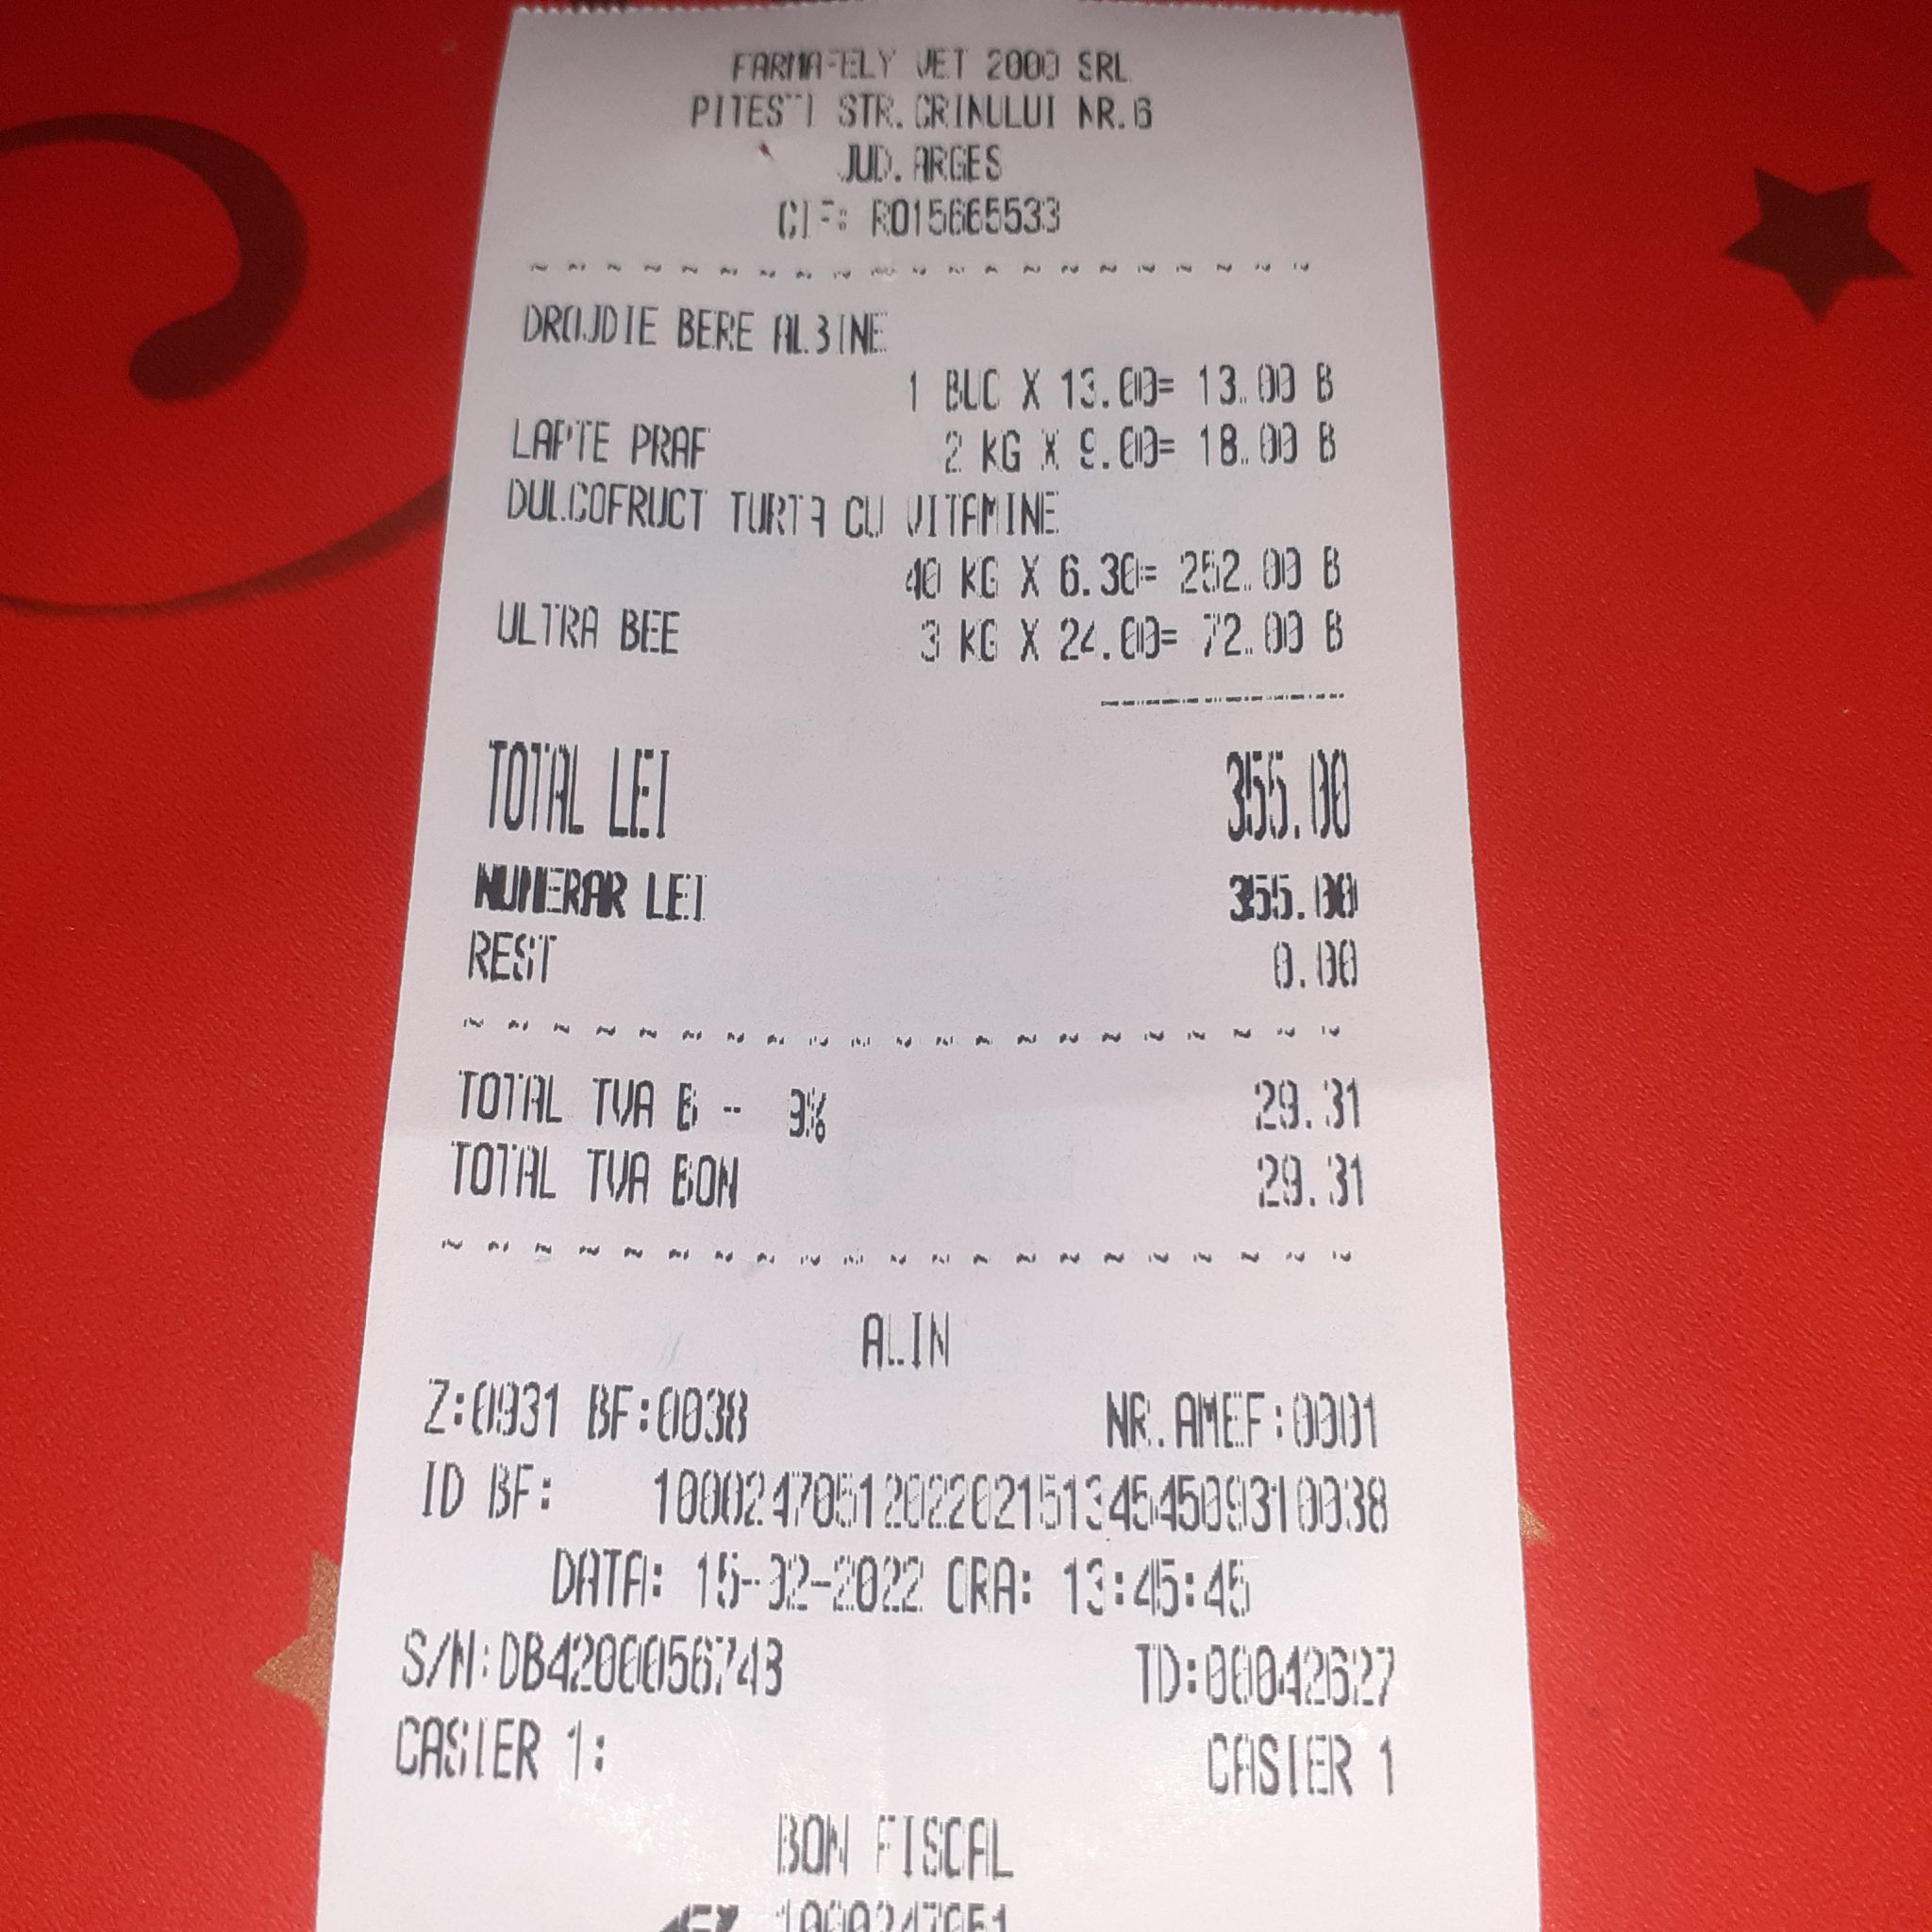 FARMAFELY VET 2000 SRL
PITESTI STR.CRINULUI NR.6
JUD.ARGES
CIF: RO15665533
DROJDIE BERE ALBINE
1 BUC X 13.00= 13.00 B
LAPTE PRAF 2 KG X 9.00= 18.00 B
DULCOFRUCT TURTA CU VITAMINE
40 KG X 6.30= 252.00 B
ULTRA BEE 3 KG X 24.00= 72.00 B
TOTAL LEI 355.00
NUMERAR LEI 355.00
REST 0.00
TOTAL TVA B - 9% 29.31
TOTAL TVA BON 29.31
ALIN
Z:0931 BF:0038 NR.AMEF:0001
ID BF: 10002470512022021513454509310038
DATA: 15-02-2022 ORA: 13:45:45
S/N:DB4200056743 TD:00042627
CASIER 1: CASIER 1
BON FISCAL
1000247051